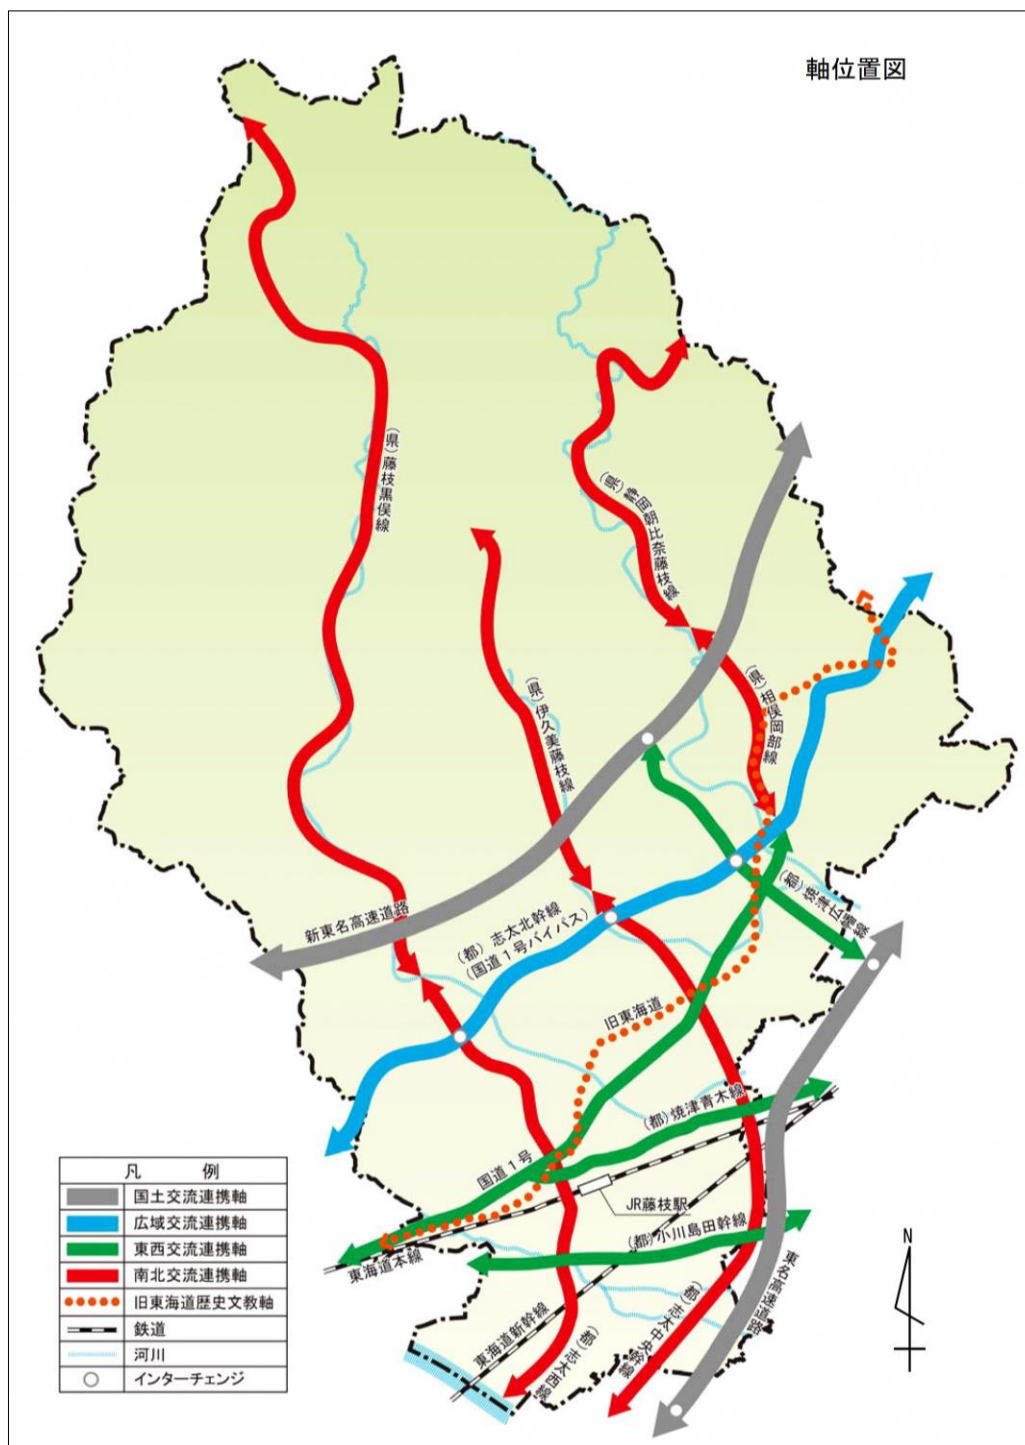 軸位置図
(県)藤枝黒俣線
(県)静岡朝比奈藤枝線
(県)伊久美藤枝線
(県)相俣岡部線
新東名高速道路
(都)志太北幹線
(国道1号バイパス)
(都)焼津広幡線
旧東海道
(都)焼津青木線
国道1号
JR藤枝駅
(都)小川島田幹線
東海道本線
東海道新幹線
(都)志太西線
(都)志太中央幹線
東名高速道路
N
凡 例
国土交流連携軸
広域交流連携軸
東西交流連携軸
南北交流連携軸
旧東海道歴史文教軸
鉄道
河川
インターチェンジ